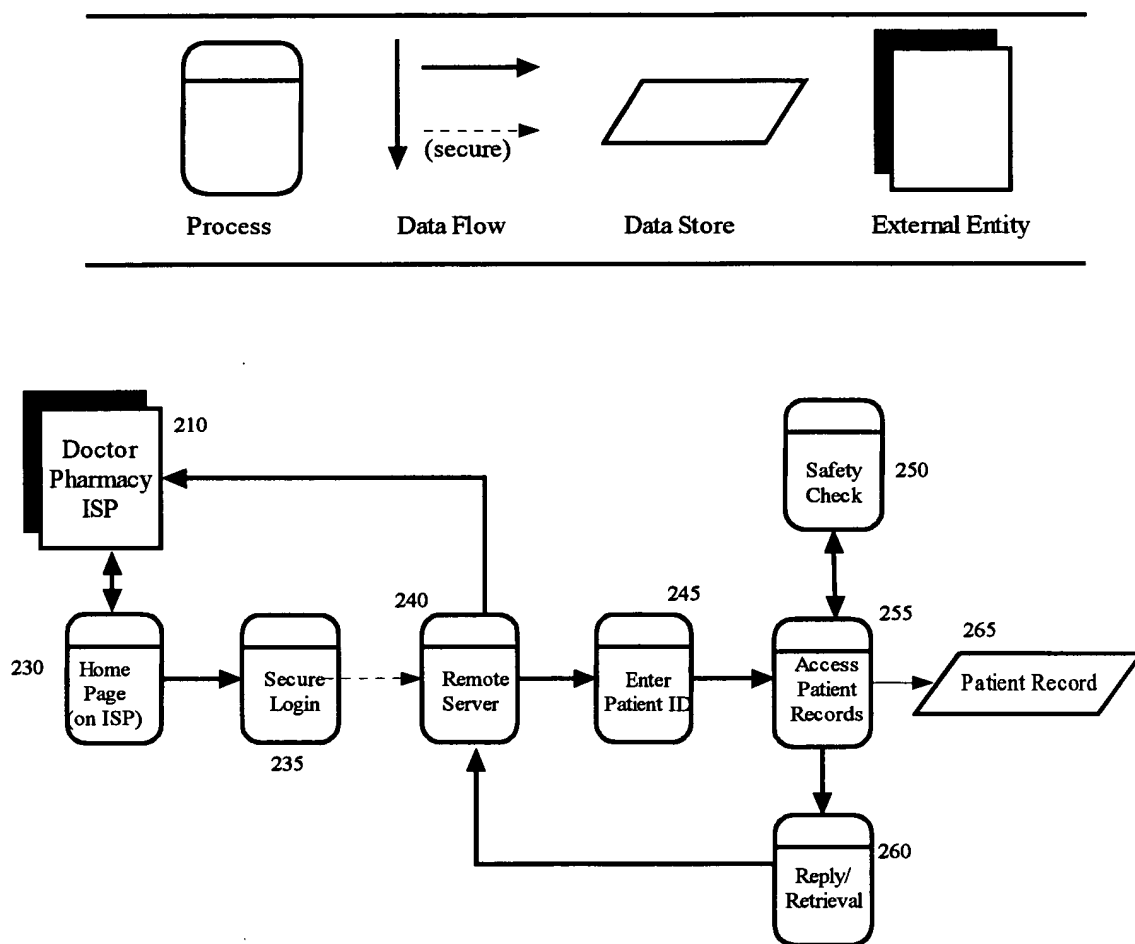 (secure)
Process
Data Flow
Data Store
External Entity
210
Doctor
Pharmacy
ISP
250
Safety
Check
230
Home
Page
(on ISP)
235
Secure
Login
240
Remote
Server
245
Enter
Patient ID
255
Access
Patient
Records
265
Patient Record
260
Reply/
Retrieval